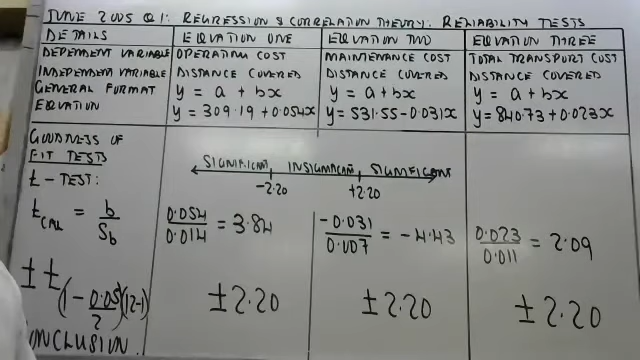 JUNE 2005 Q1: REGRESSION & CORRELATION THEORY: RELIABILITY TESTS
DETAILS EQUATION ONE EQUATION TWO EQUATION THREE
DEPENDENT VARIABLE OPERATING COST MAINTENANCE COST TOTAL TRANSPORT COST
INDEPENDENT VARIABLE DISTANCE COVERED DISTANCE COVERED DISTANCE COVERED
GENERAL FORMAT y = a + bx y = a + bx y = a + bx
EQUATION y = 309.19 + 0.054x y = 531.55 - 0.031x y = 840.73 + 0.023x
GOODNESS OF
FIT TESTS
SIGNIFICANT INSIGNIFICANT SIGNIFICANT
t - TEST: -2.20 +2.20
t CAL = b/Sb 0.054/0.014 = 3.84 -0.031/0.007 = -4.43 0.023/0.011 = 2.09
± t (1 - 0.05/2)(12-1) ±2.20 ±2.20 ±2.20
CONCLUSION.